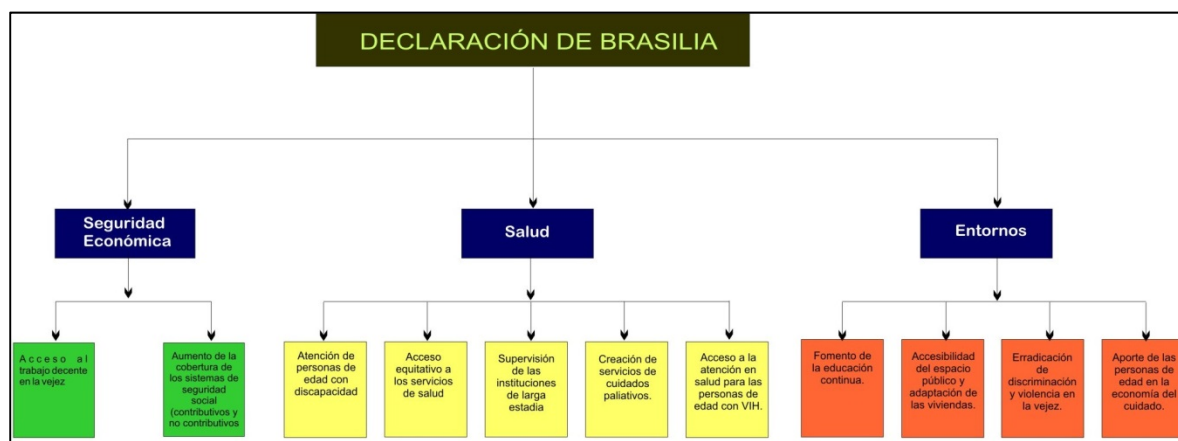 DECLARACIÓN DE BRASILIA
Seguridad
Económica
Salud
Entornos
Acceso al
trabajo decente
en la vejez
Aumento de la
cobertura de
los sistemas de
seguridad
social
(contributivos y
no contributivos
Atención de
personas de
edad con
discapacidad
Acceso
equitativo a
los servicios
de salud
Supervisión
de las
instituciones
de larga
estadia
Creación de
servicios de
cuidados
paliativos.
Acceso a la
atención en
salud para las
personas de
edad con VIH.
Fomento de
la educación
continua.
Accesibilidad
del espacio
público y
adaptación de
las viviendas.
Erradicación
de
discriminación
y violencia en
la vejez.
Aporte de las
personas de
edad en la
economía del
cuidado.